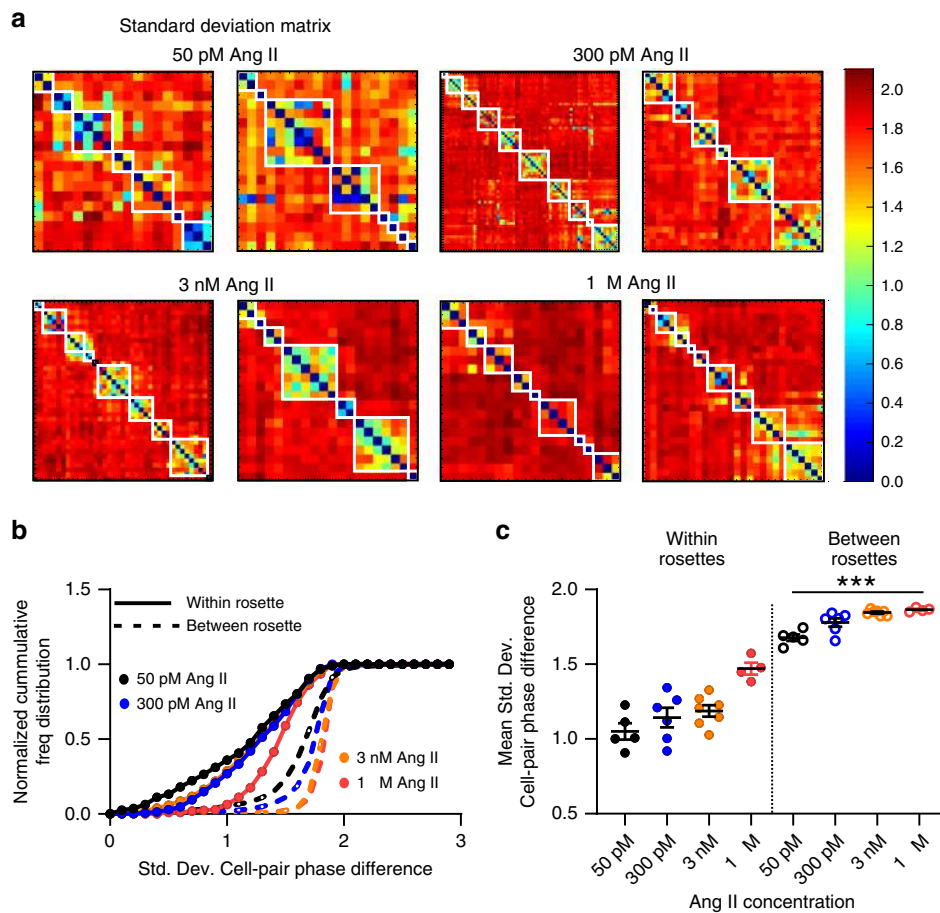 a
Standard deviation matrix
50 pM Ang II
300 pM Ang II
2.0
1.8
1.6
1.4
1.2
1.0
0.8
0.6
0.4
0.2
0.0
3 nM Ang II
1 M Ang II
b
1.5
1.0
0.5
0.0
Normalized cummulative
freq distribution
Within rosette
Between rosette
50 pM Ang II
300 pM Ang II
3 nM Ang II
1 M Ang II
0
1
2
3
Std. Dev. Cell-pair phase difference
c
Within
rosettes
Between
rosettes
***
2.0
1.5
1.0
0.5
Mean Std. Dev.
Cell-pair phase difference
50 pM
300 pM
3 nM
1 M
50 pM
300 pM
3 nM
1 M
Ang II concentration